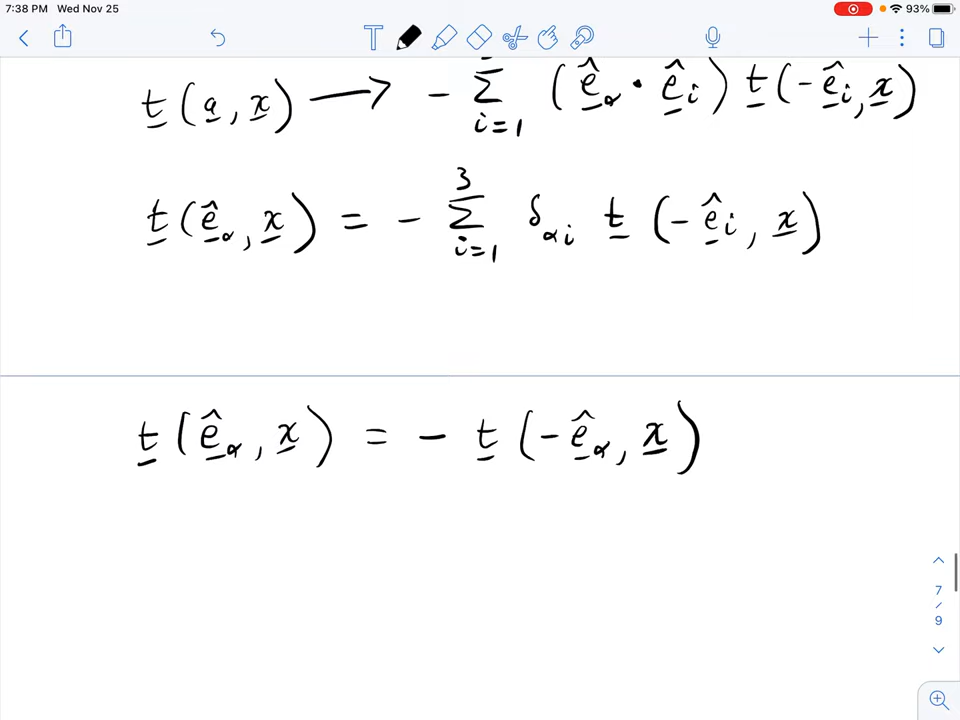 7:38 PM Wed Nov 25 93%
T
t(a, x) → - Σ_{i=1} (ê_α · ê_i) t(-ê_i, x)
t(ê_α, x) = - Σ_{i=1}^{3} δ_{αi} t(-ê_i, x)
t(ê_α, x) = - t(-ê_α, x)
7
/
9